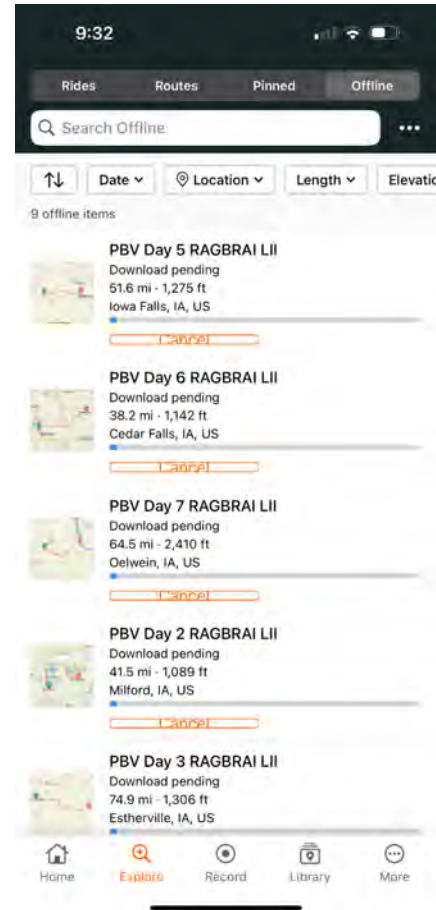 9:32
Rides Routes Pinned Offline
Search Offline
Date Location Length Elevatio
9 offline items
PBV Day 5 RAGBRAI LII
Download pending
51.6 mi - 1,275 ft
Iowa Falls, IA, US
Cancel
PBV Day 6 RAGBRAI LII
Download pending
38.2 mi - 1,142 ft
Cedar Falls, IA, US
Cancel
PBV Day 7 RAGBRAI LII
Download pending
64.5 mi - 2,410 ft
Oelwein, IA, US
Cancel
PBV Day 2 RAGBRAI LII
Download pending
41.5 mi - 1,089 ft
Milford, IA, US
Cancel
PBV Day 3 RAGBRAI LII
Download pending
74.9 mi - 1,306 ft
Estherville, IA, US
Home Explore Record Library More